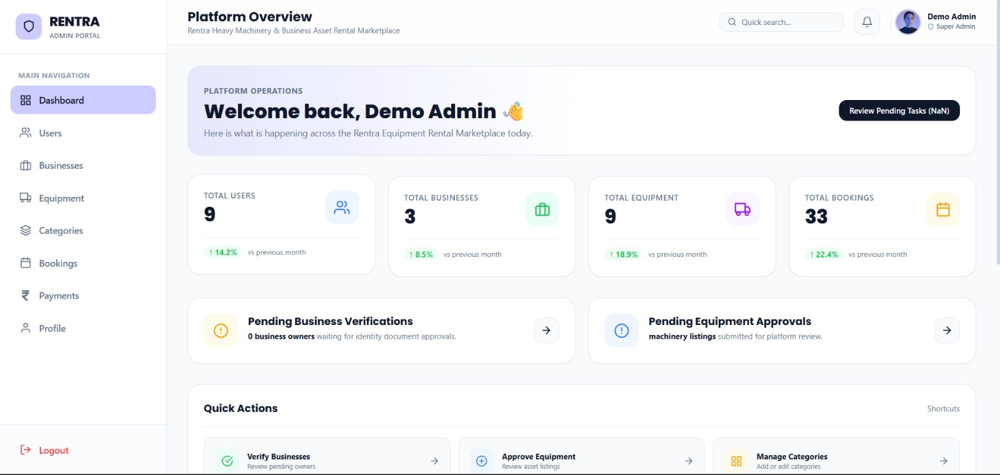 RENTRA
ADMIN PORTAL
MAIN NAVIGATION
Dashboard
Users
Businesses
Equipment
Categories
Bookings
Payments
Profile
Logout
Platform Overview
Rentra Heavy Machinery & Business Asset Rental Marketplace
Quick search...
Demo Admin
Super Admin
PLATFORM OPERATIONS
Welcome back, Demo Admin 👋
Here is what is happening across the Rentra Equipment Rental Marketplace today.
Review Pending Tasks (NaN)
TOTAL USERS
9
↑ 14.2% vs previous month
TOTAL BUSINESSES
3
↑ 8.5% vs previous month
TOTAL EQUIPMENT
9
↑ 18.9% vs previous month
TOTAL BOOKINGS
33
↑ 22.4% vs previous month
Pending Business Verifications
0 business owners waiting for identity document approvals.
Pending Equipment Approvals
machinery listings submitted for platform review.
Quick Actions
Shortcuts
Verify Businesses
Review pending owners
Approve Equipment
Review asset listings
Manage Categories
Add or edit categories